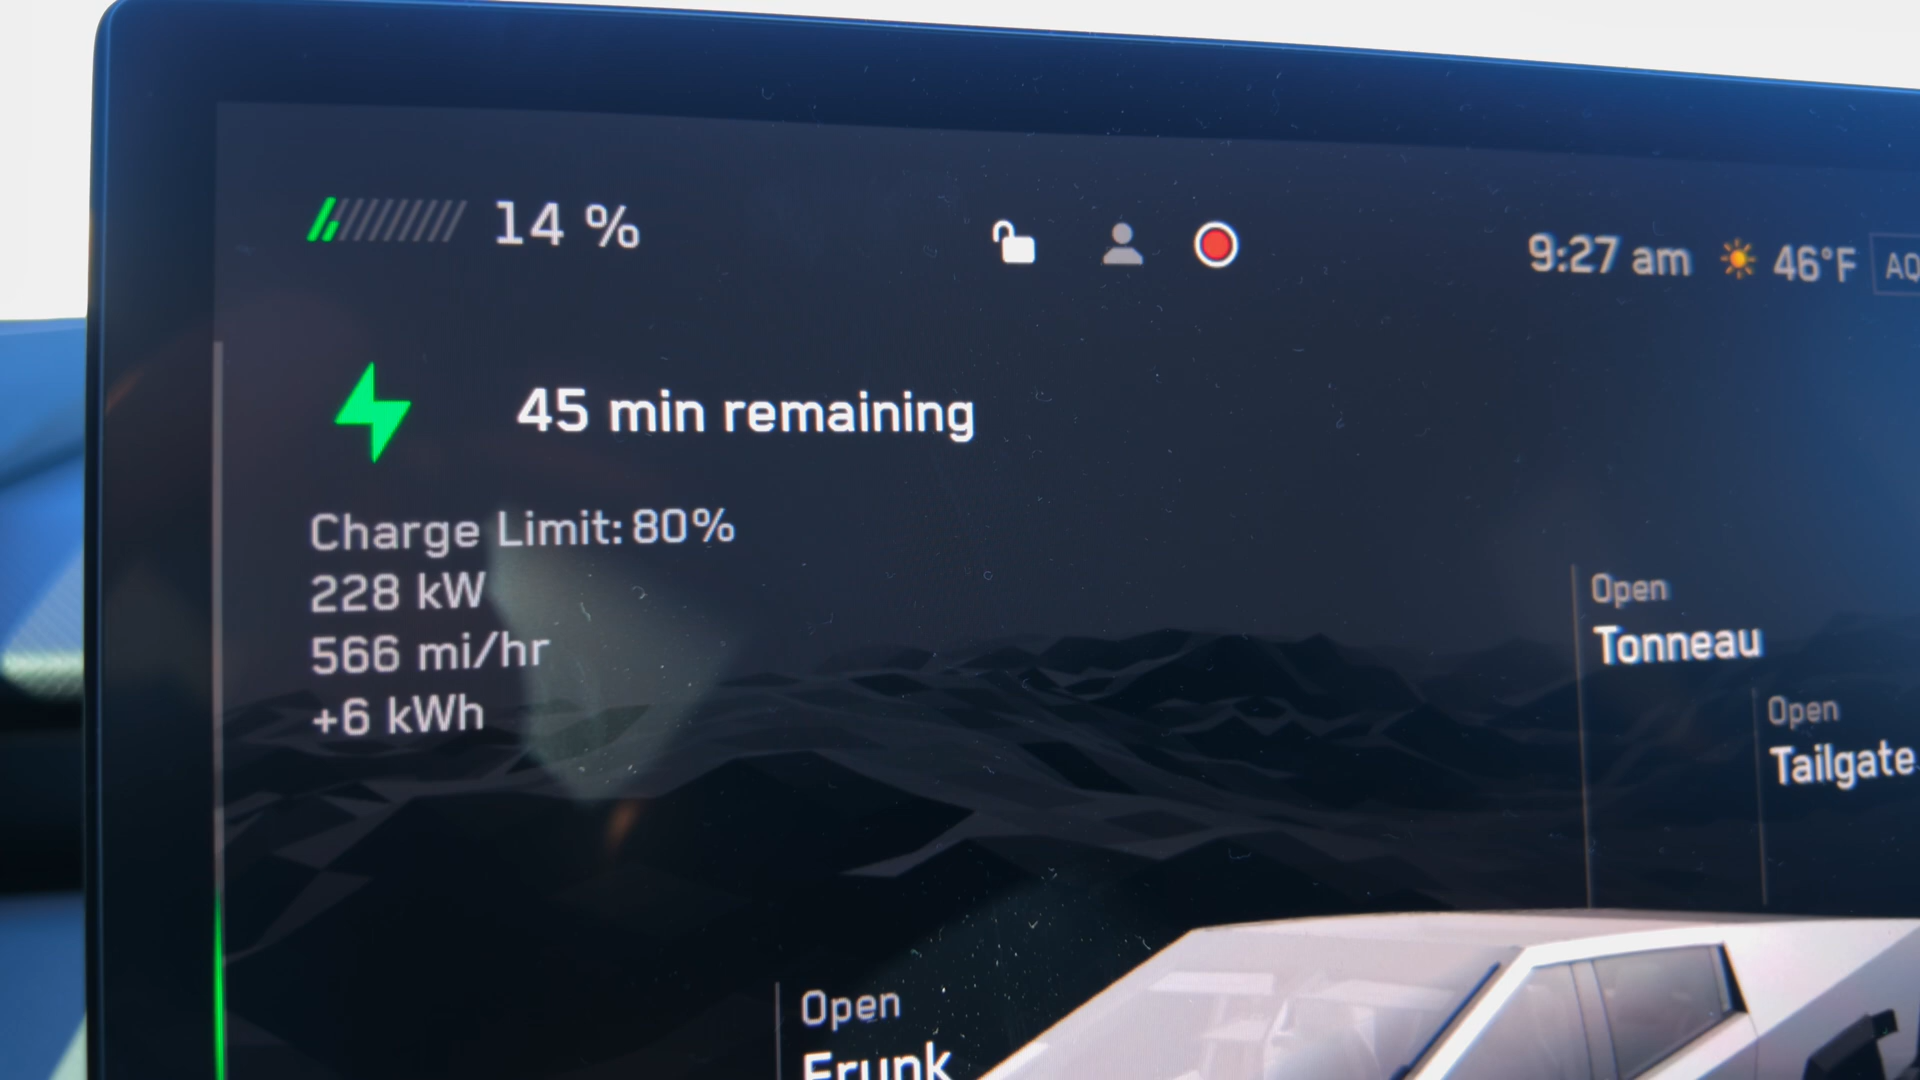 14 %
9:27 am 46°F AQ
45 min remaining
Charge Limit: 80%
228 kW
566 mi/hr
+6 kWh
Open
Tonneau
Open
Tailgate
Open
Frunk